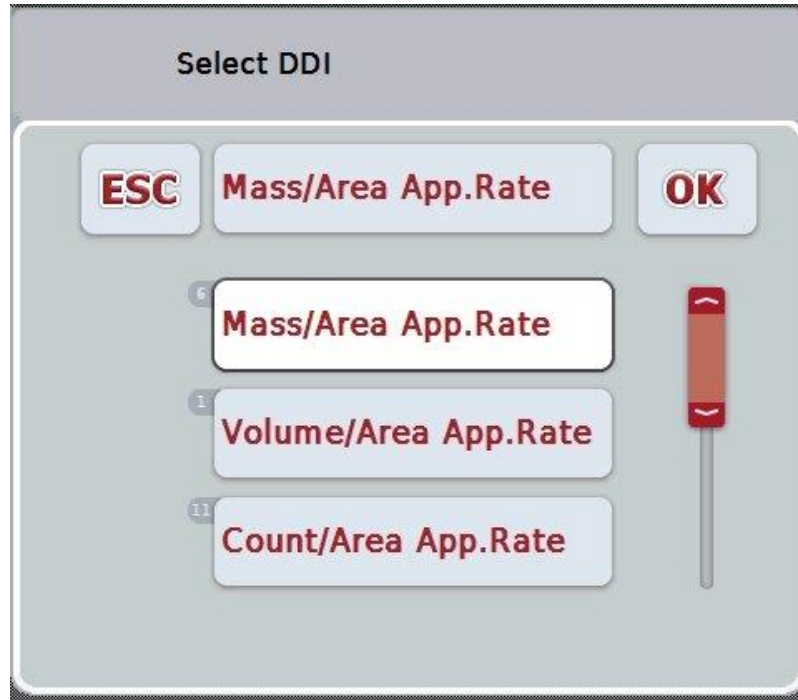 Select DDI
ESC Mass/Area App.Rate OK
6
Mass/Area App.Rate
1
Volume/Area App.Rate
11
Count/Area App.Rate